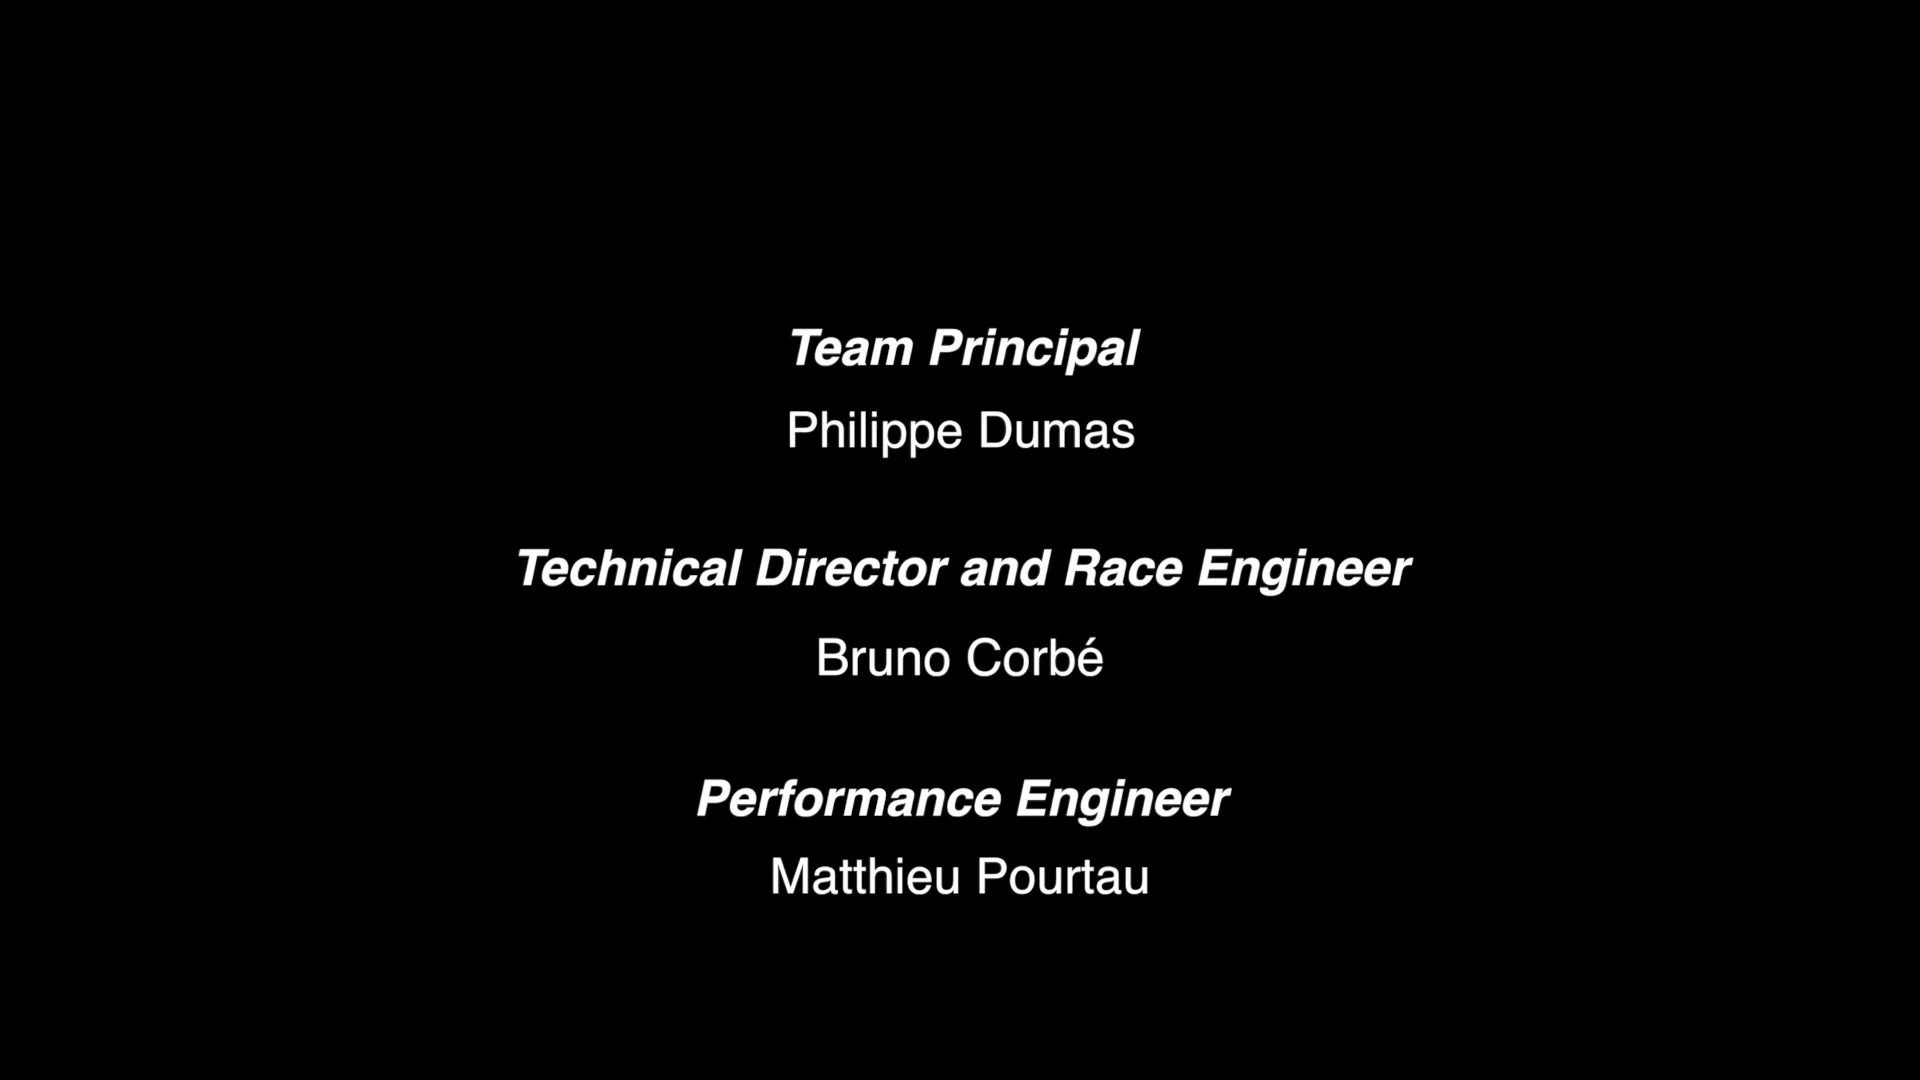 Team Principal
Philippe Dumas
Technical Director and Race Engineer
Bruno Corbé
Performance Engineer
Matthieu Pourtau